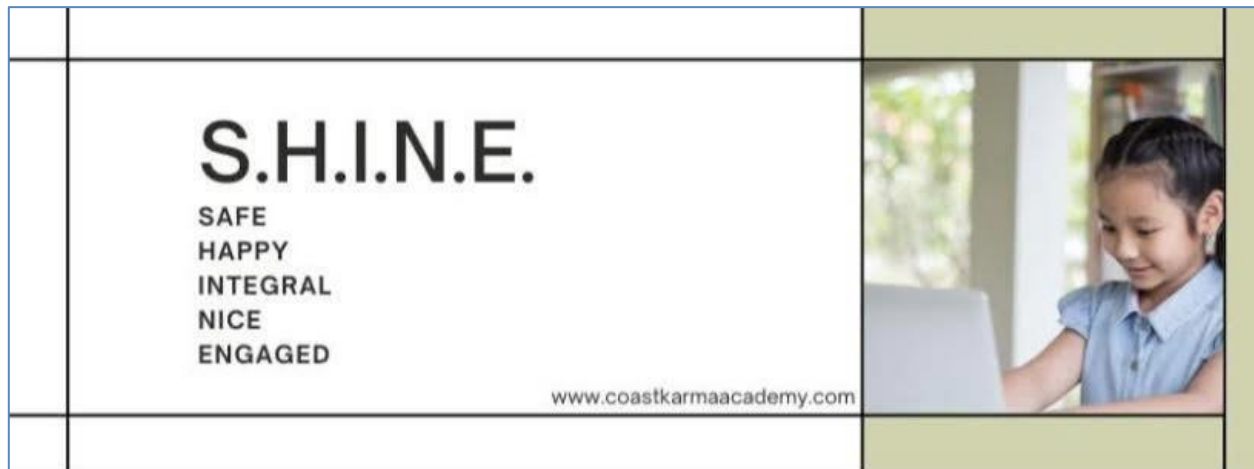 S.H.I.N.E.
SAFE
HAPPY
INTEGRAL
NICE
ENGAGED
www.coastkarmaacademy.com